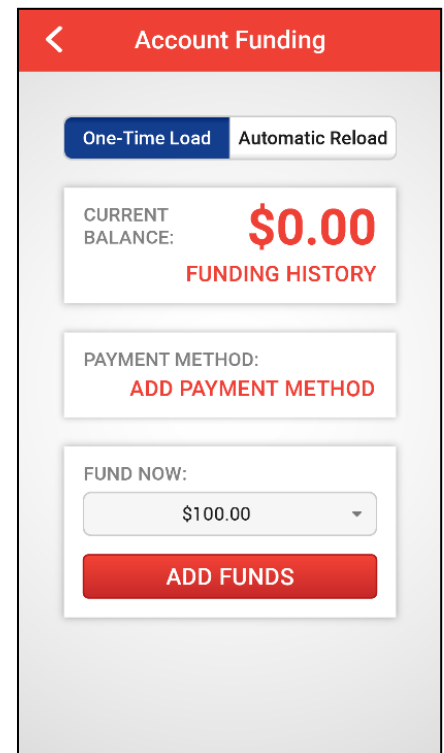 Account Funding
One-Time Load Automatic Reload
CURRENT
BALANCE:
$0.00
FUNDING HISTORY
PAYMENT METHOD:
ADD PAYMENT METHOD
FUND NOW:
$100.00
ADD FUNDS